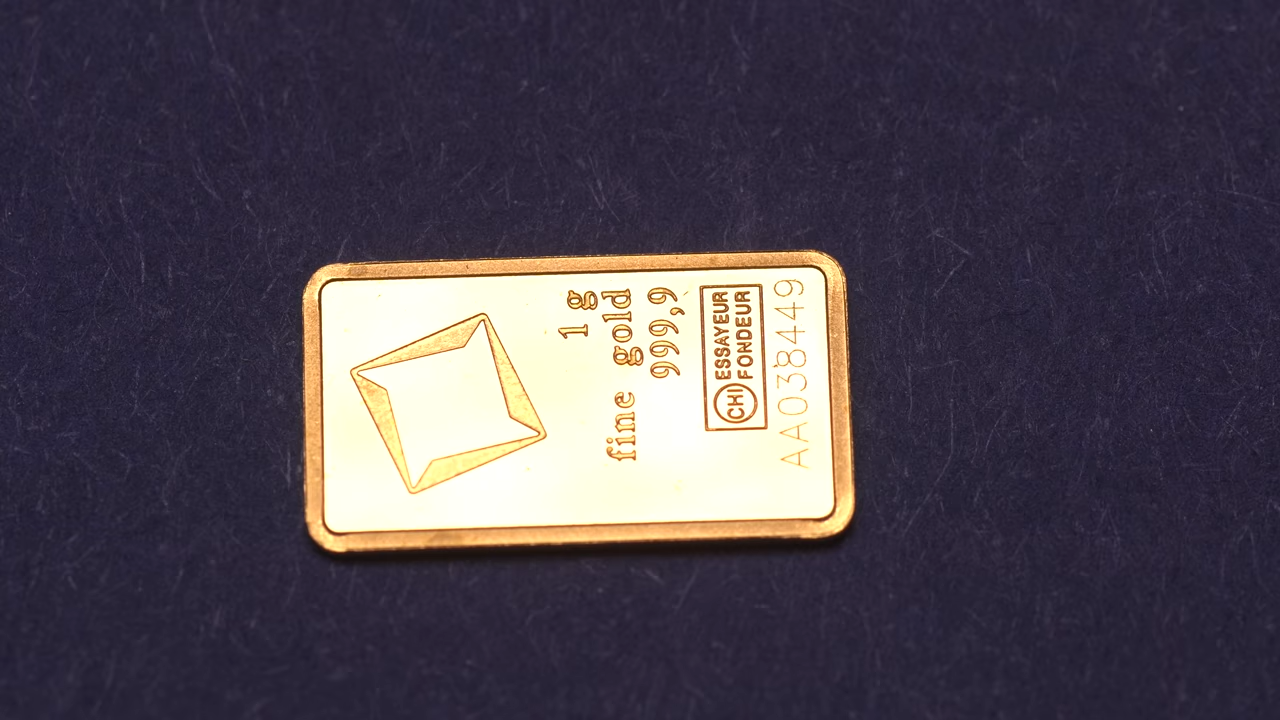 1 g
fine gold
999,9
CHI ESSAYEUR
FONDEUR
AA038449